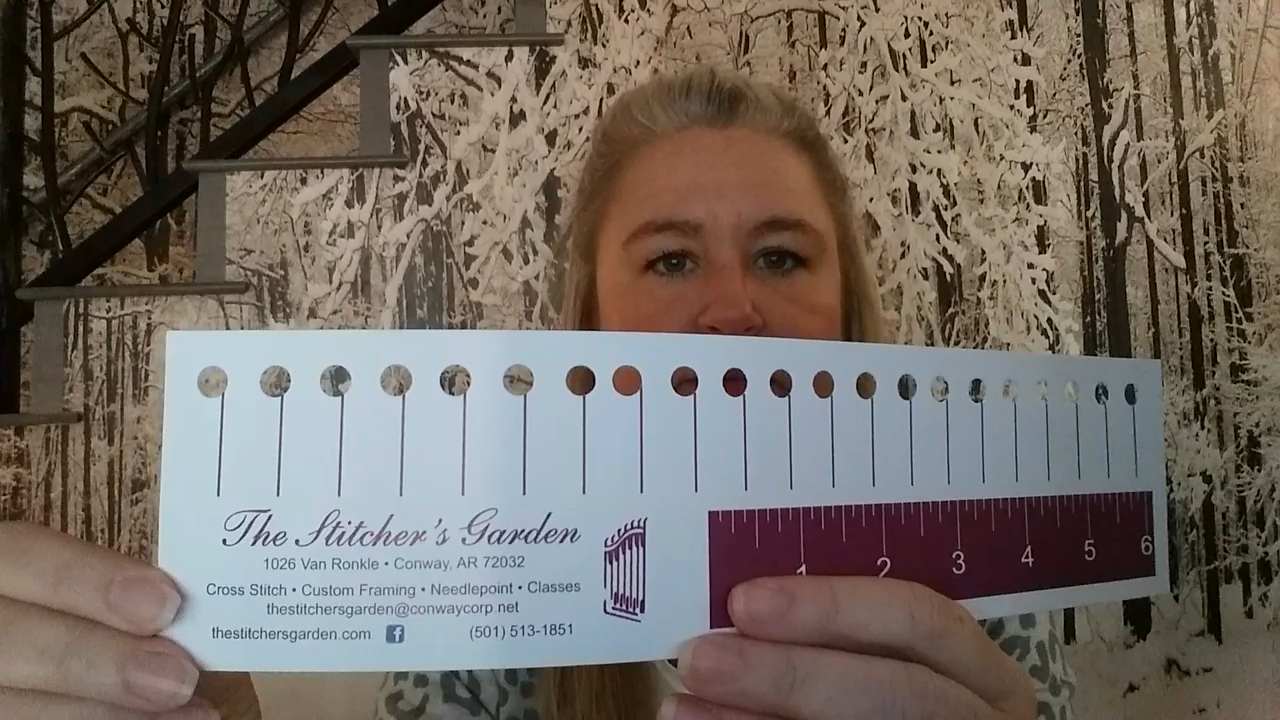 The Stitcher's Garden
1026 Van Ronkle • Conway, AR 72032
Cross Stitch • Custom Framing • Needlepoint • Classes
thestitchersgarden@conwaycorp.net
thestitchersgarden.com f (501) 513-1851
1 2 3 4 5 6